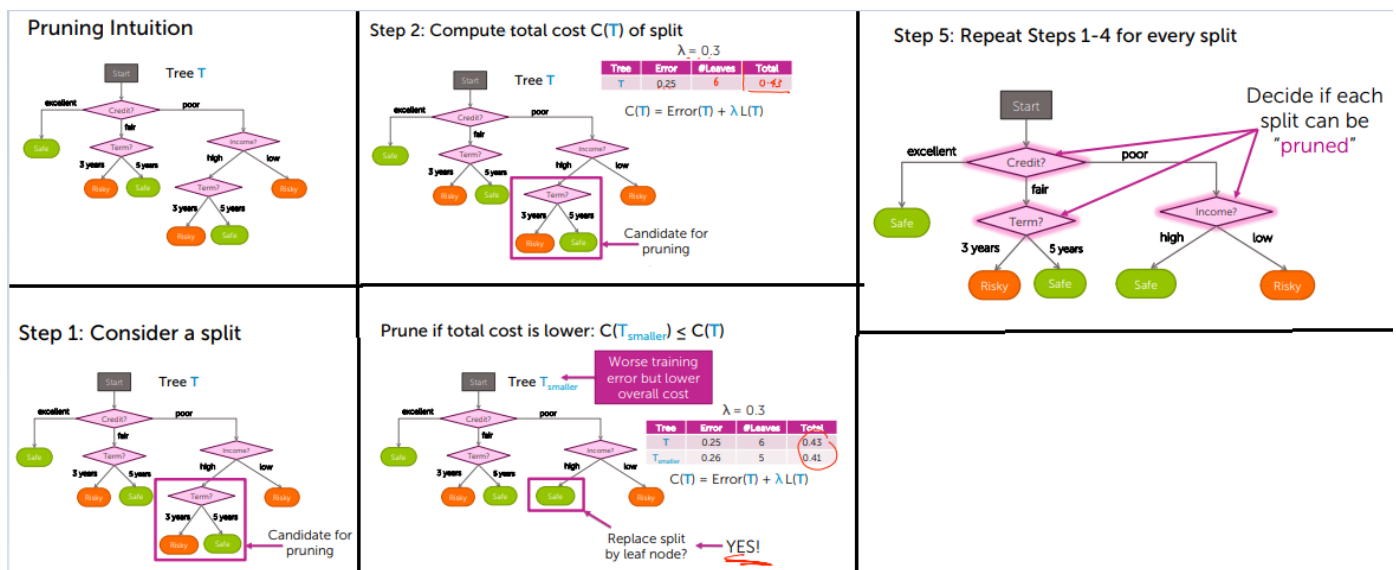 Pruning Intuition
Start
Tree T
excellent
poor
Credit?
fair
Safe
Term?
Income?
3 years
5 years
high
low
Risky
Safe
Term?
Risky
3 years
5 years
Risky
Safe
Step 1: Consider a split
Start
Tree T
excellent
poor
Credit?
fair
Safe
Term?
Income?
3 years
5 years
high
low
Risky
Safe
Term?
Risky
3 years
5 years
Risky
Safe
Candidate for
pruning
Step 2: Compute total cost C(T) of split
λ = 0.3
Tree Error #Leaves Total
T 0.25 6 0.43
C(T) = Error(T) + λ L(T)
Start
Tree T
excellent
poor
Credit?
fair
Safe
Term?
Income?
3 years
5 years
high
low
Risky
Safe
Term?
Risky
3 years
5 years
Risky
Safe
Candidate for
pruning
Prune if total cost is lower: C(Tsmaller) ≤ C(T)
Start
Tree Tsmaller
Worse training
error but lower
overall cost
excellent
poor
Credit?
fair
λ = 0.3
Tree Error #Leaves Total
T 0.25 6 0.43
Tsmaller 0.26 5 0.41
C(T) = Error(T) + λ L(T)
Safe
Term?
Income?
3 years
5 years
high
low
Risky
Safe
Safe
Risky
Replace split
by leaf node?
YES!
Step 5: Repeat Steps 1-4 for every split
Start
Decide if each
split can be
"pruned"
excellent
poor
Credit?
fair
Safe
Term?
Income?
3 years
5 years
high
low
Risky
Safe
Safe
Risky